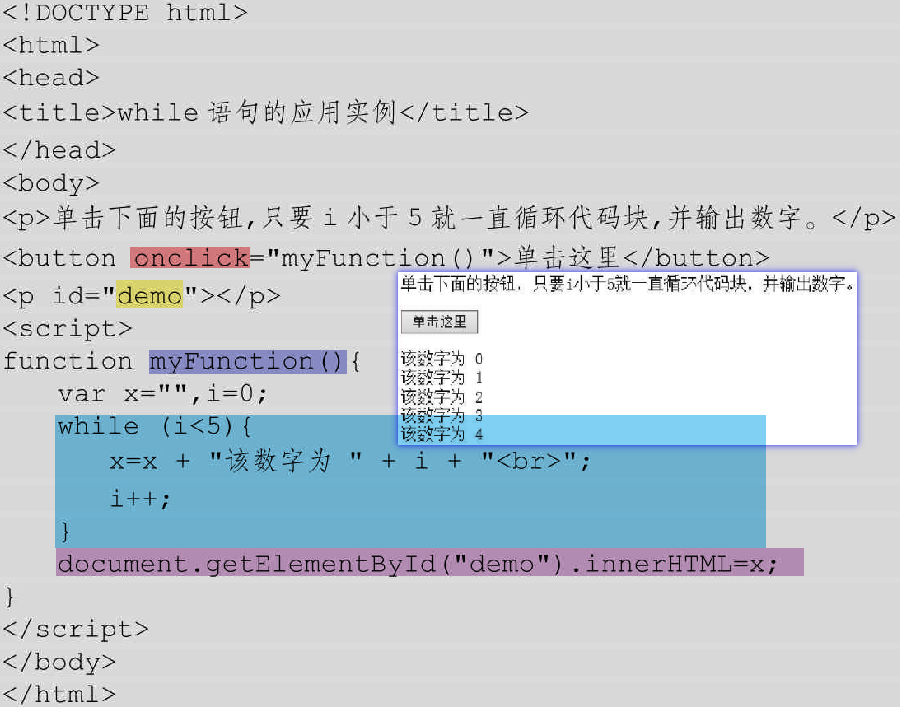 <!DOCTYPE html>
<html>
<head>
<title>while 语句的应用实例</title>
</head>
<body>
<p>单击下面的按钮,只要 i 小于 5 就一直循环代码块,并输出数字。</p>
<button onclick="myFunction()">单击这里</button>
<p id="demo"></p>
<script>
function myFunction(){
var x="",i=0;
while (i<5){
x=x + "该数字为 " + i + "<br>";
i++;
}
document.getElementById("demo").innerHTML=x;
}
</script>
</body>
</html>
单击下面的按钮，只要i小于5就一直循环代码块，并输出数字。
单击这里
该数字为 0
该数字为 1
该数字为 2
该数字为 3
该数字为 4